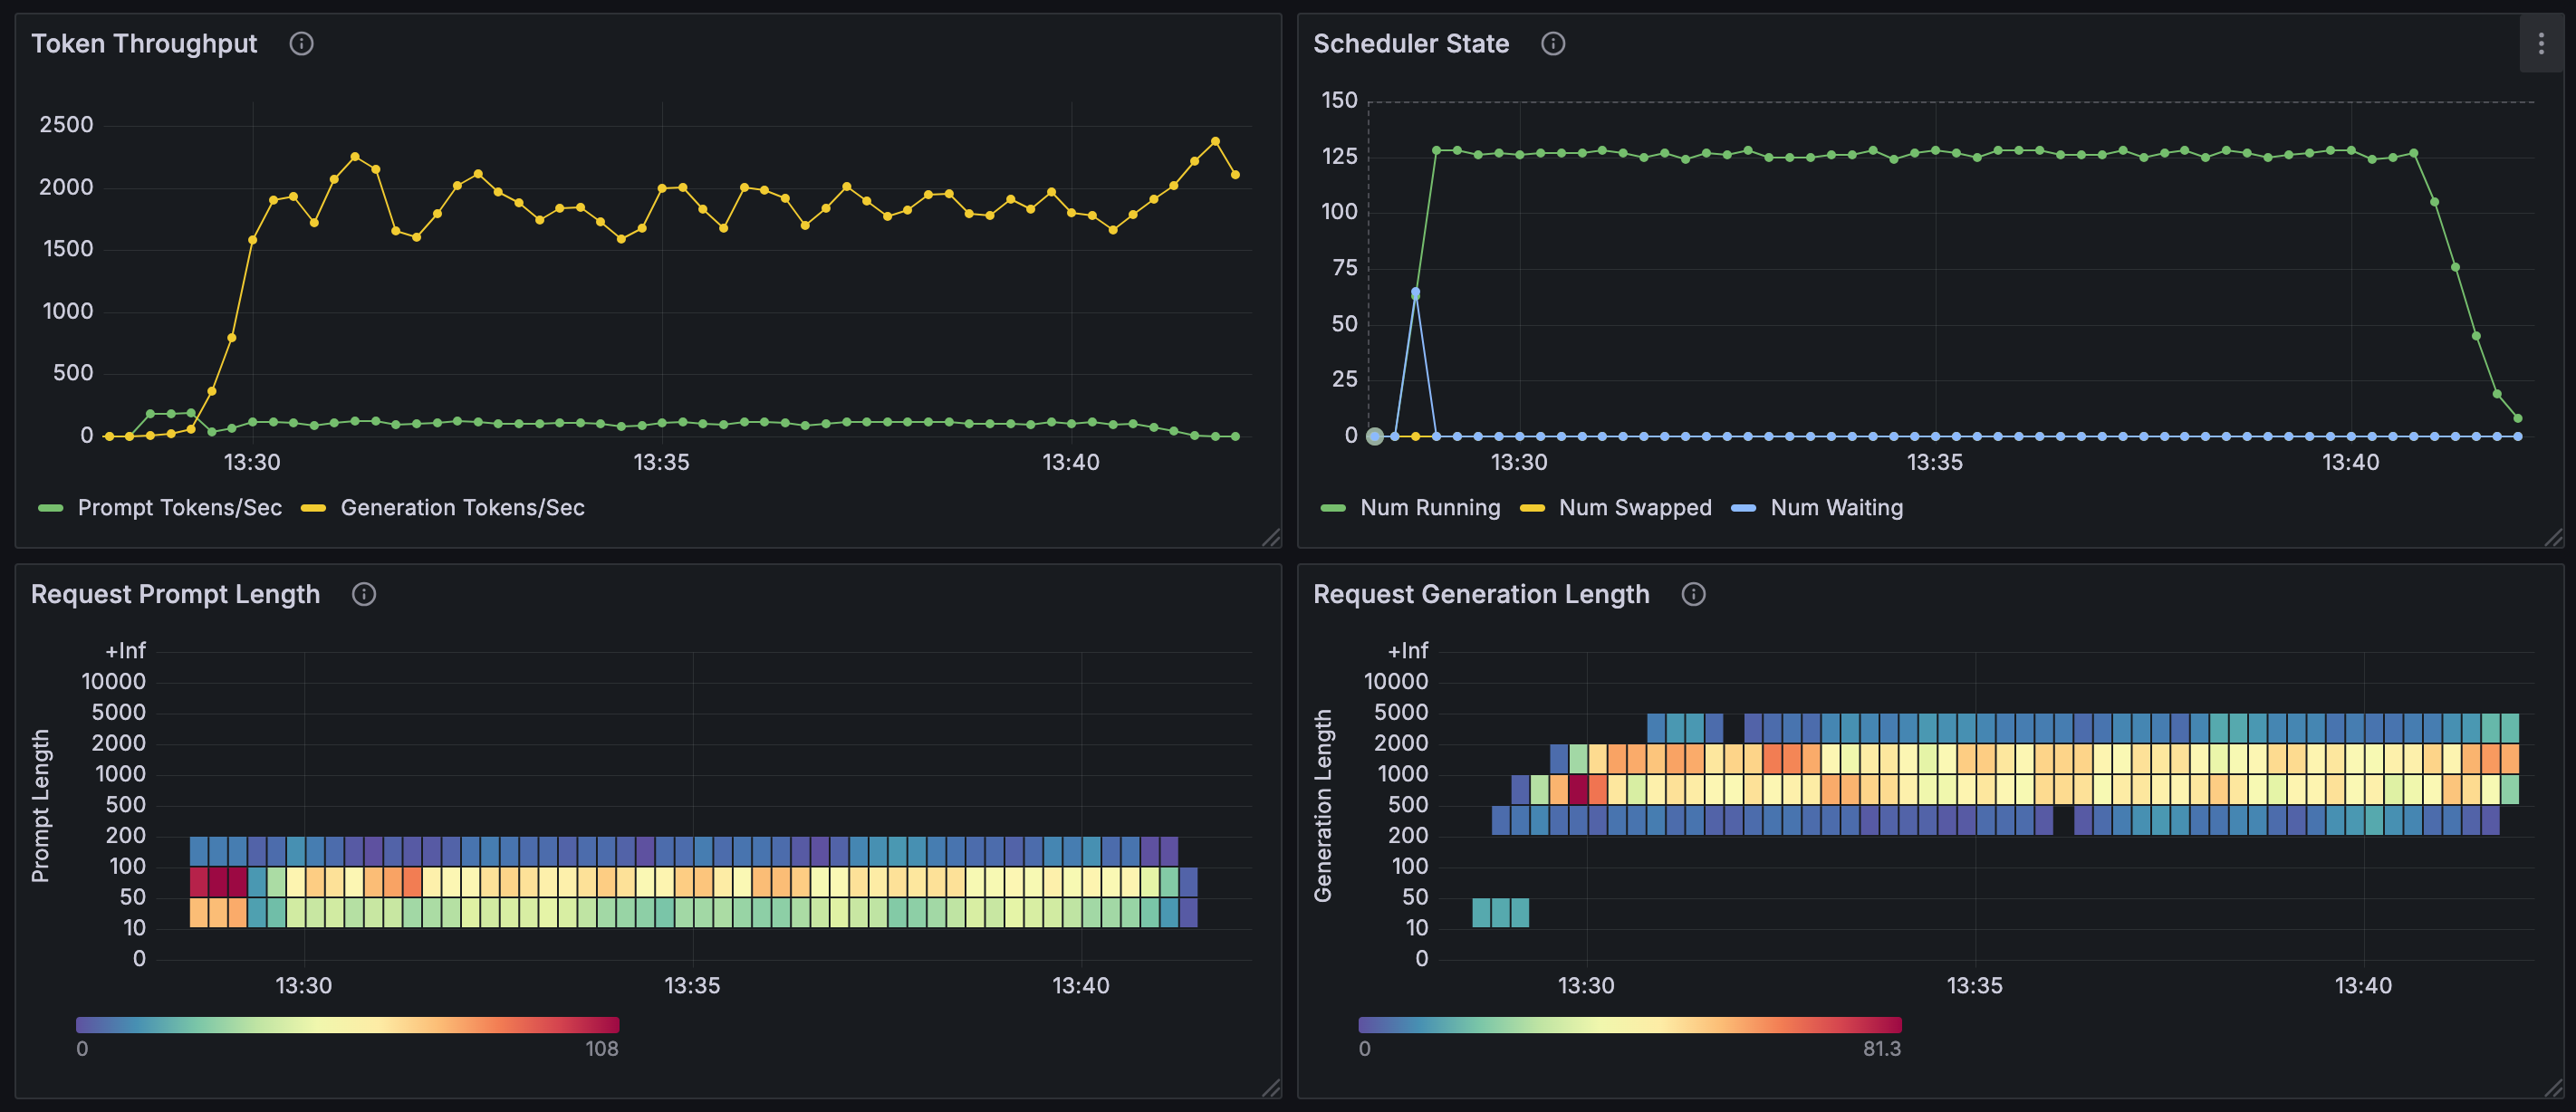 Token Throughput
2500
2000
1500
1000
500
0
13:30 13:35 13:40
Prompt Tokens/Sec Generation Tokens/Sec
Scheduler State
150
125
100
75
50
25
0
13:30 13:35 13:40
Num Running Num Swapped Num Waiting
Request Prompt Length
Prompt Length
+Inf
10000
5000
2000
1000
500
200
100
50
10
0
13:30 13:35 13:40
0 108
Request Generation Length
Generation Length
+Inf
10000
5000
2000
1000
500
200
100
50
10
0
13:30 13:35 13:40
0 81.3